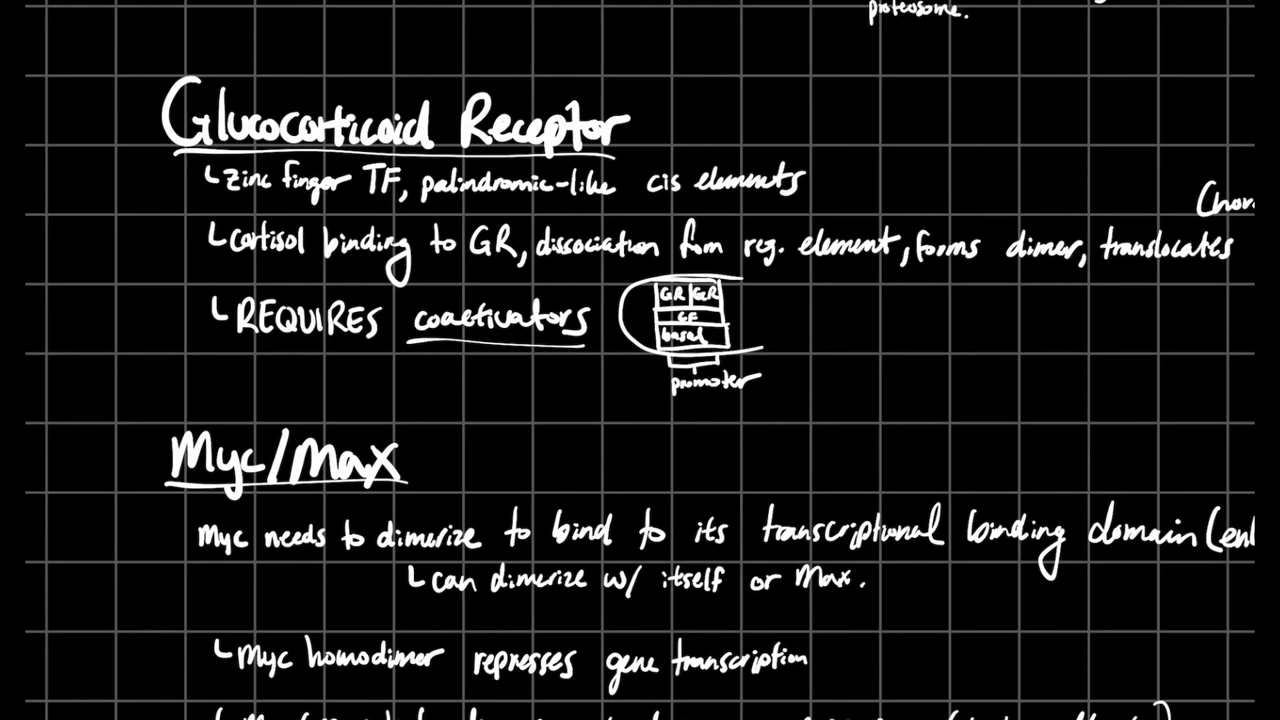 proteosome.
Glucocorticoid Receptor
↳ Zinc finger TF, palindromic-like cis elements
↳ Cortisol binding to GR, dissociation from reg. element, forms dimer, translocates
↳ REQUIRES coactivators
GR GR
basal
promoter
Myc/Max
Myc needs to dimerize to bind to its transcriptional binding domain (en
↳ can dimerize w/ itself or Max.
↳ Myc homodimer represses gene transcription